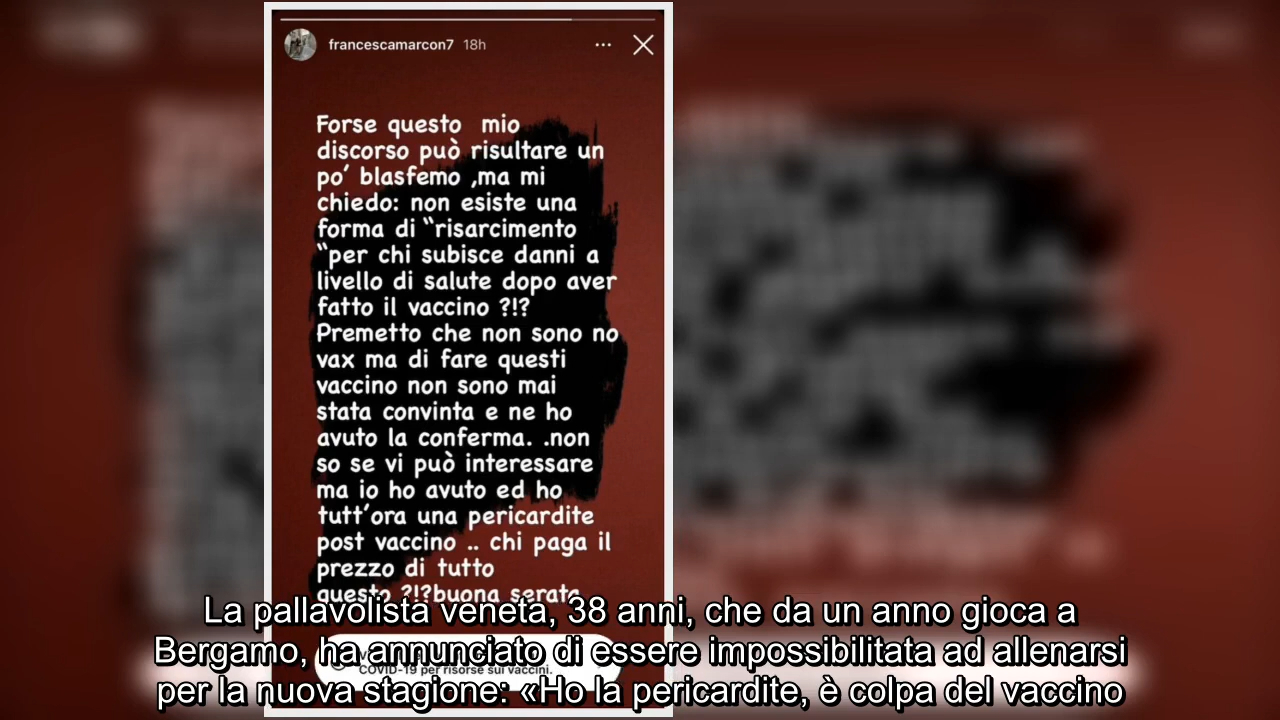 francescamarcon7 18h
Forse questo mio
discorso può risultare un
po' blasfemo ,ma mi
chiedo: non esiste una
forma di “risarcimento
“per chi subisce danni a
livello di salute dopo aver
fatto il vaccino ?!?
Premetto che non sono no
vax ma di fare questi
vaccino non sono mai
stata convinta e ne ho
avuto la conferma. .non
so se vi può interessare
ma io ho avuto ed ho
tutt'ora una pericardite
post vaccino .. chi paga il
prezzo di tutto
questo ?!?buona serata
COVID-19 per risorse sui vaccini.
La pallavolista veneta, 38 anni, che da un anno gioca a
Bergamo, ha annunciato di essere impossibilitata ad allenarsi
per la nuova stagione: «Ho la pericardite, è colpa del vaccino